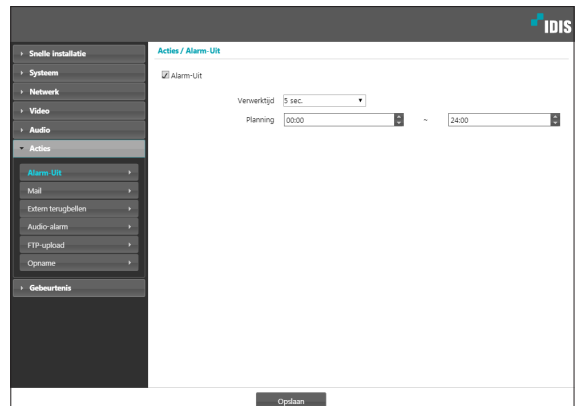 IDIS
Snelle installatie
Systeem
Netwerk
Video
Audio
Acties
Alarm-Uit
Mail
Extern terugbellen
Audio-alarm
FTP-upload
Opname
Gebeurtenis
Acties / Alarm-Uit
Alarm-Uit
Verwerktijd 5 sec.
Planning 00:00 ~ 24:00
Opslaan